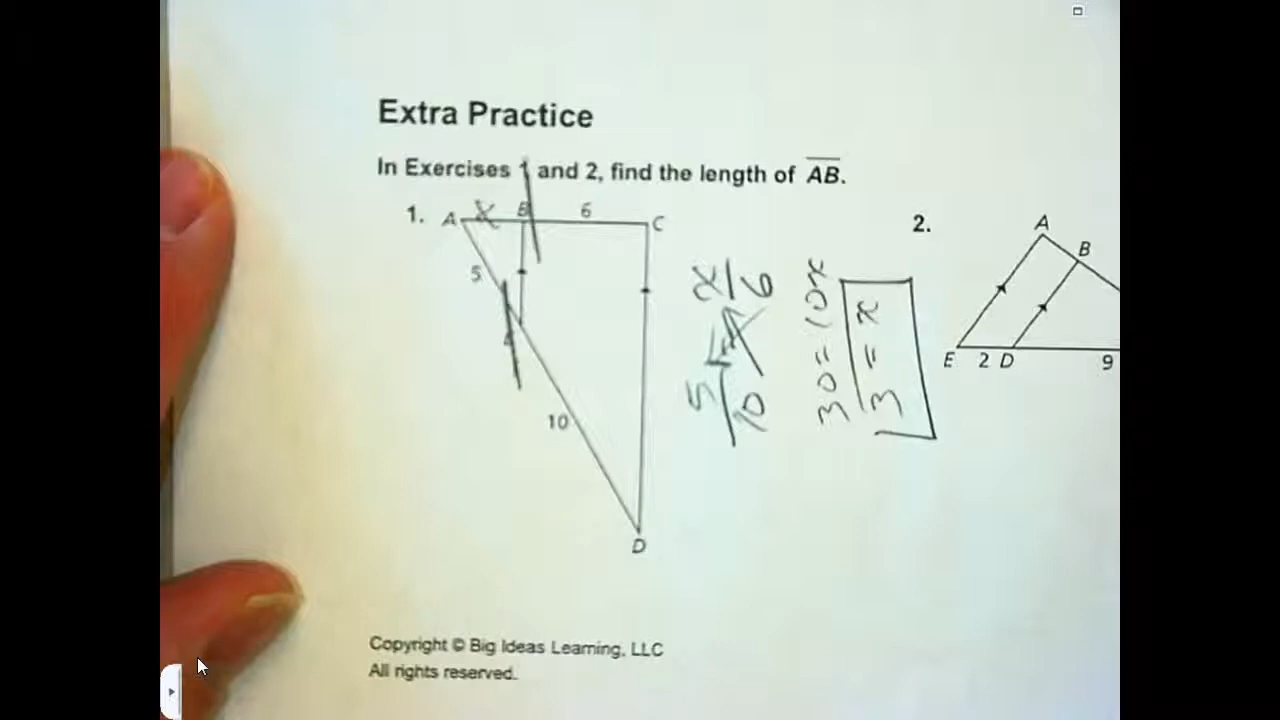 Extra Practice
In Exercises 1 and 2, find the length of AB.
1.
A x B 6 C
5
10
D
x/6
5/10
30 = 10x
3 = x
2.
A
B
E 2 D 9
Copyright © Big Ideas Learning, LLC
All rights reserved.